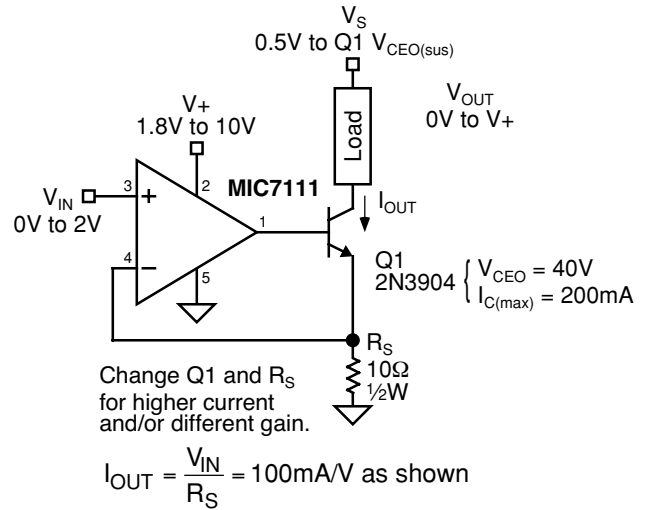 V_S
0.5V to Q1 V_CEO(sus)
V_OUT
0V to V+
V+
1.8V to 10V
Load
MIC7111
V_IN
0V to 2V
3
+
2
1
4
−
5
I_OUT
Q1
2N3904 { V_CEO = 40V
I_C(max) = 200mA
R_S
10Ω
½W
Change Q1 and R_S
for higher current
and/or different gain.
I_OUT = V_IN / R_S = 100mA/V as shown